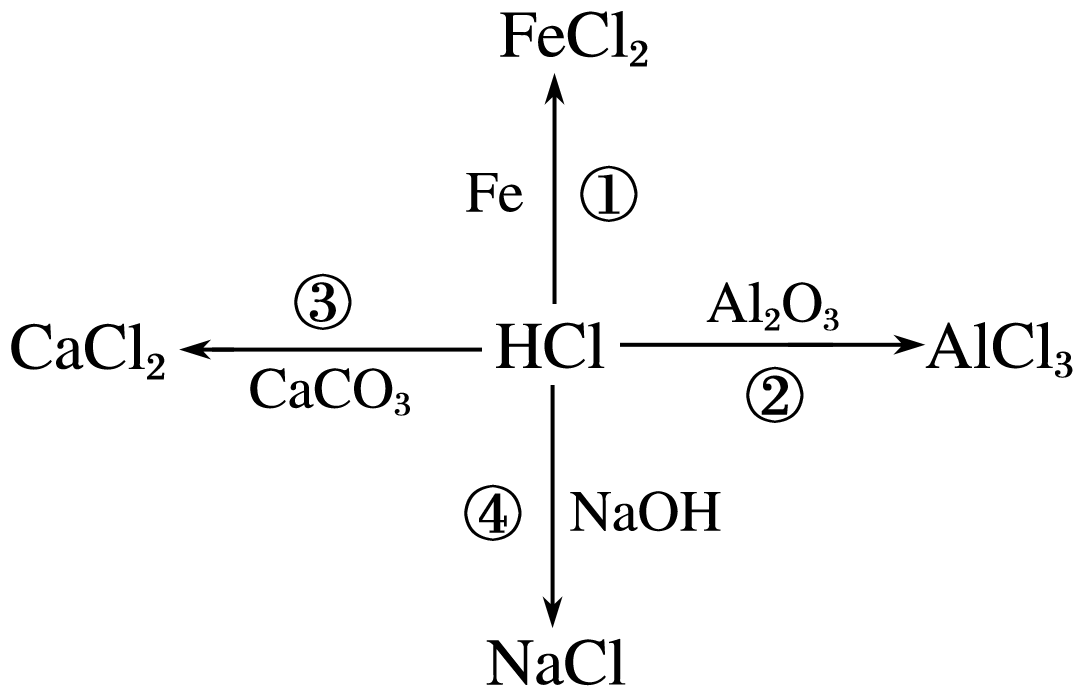 FeCl₂
Fe ①
③ Al₂O₃
CaCl₂ HCl AlCl₃
CaCO₃ ②
④ NaOH
NaCl